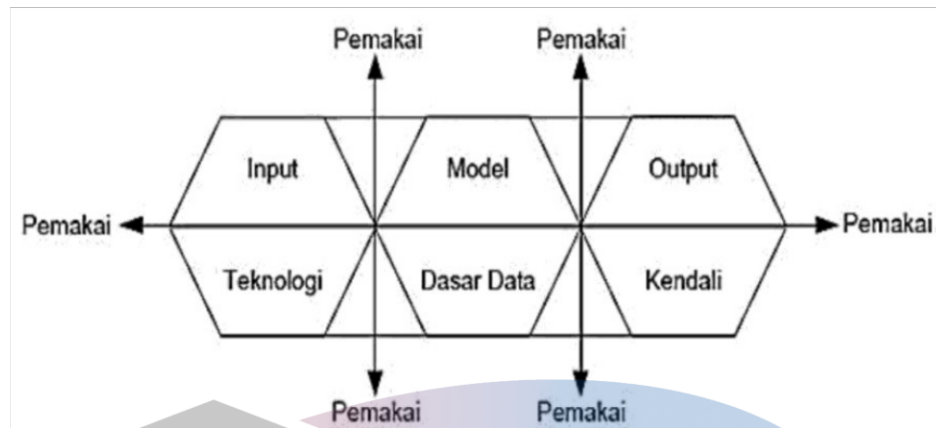 Pemakai Pemakai
Input Model Output
Pemakai Pemakai
Teknologi Dasar Data Kendali
Pemakai Pemakai